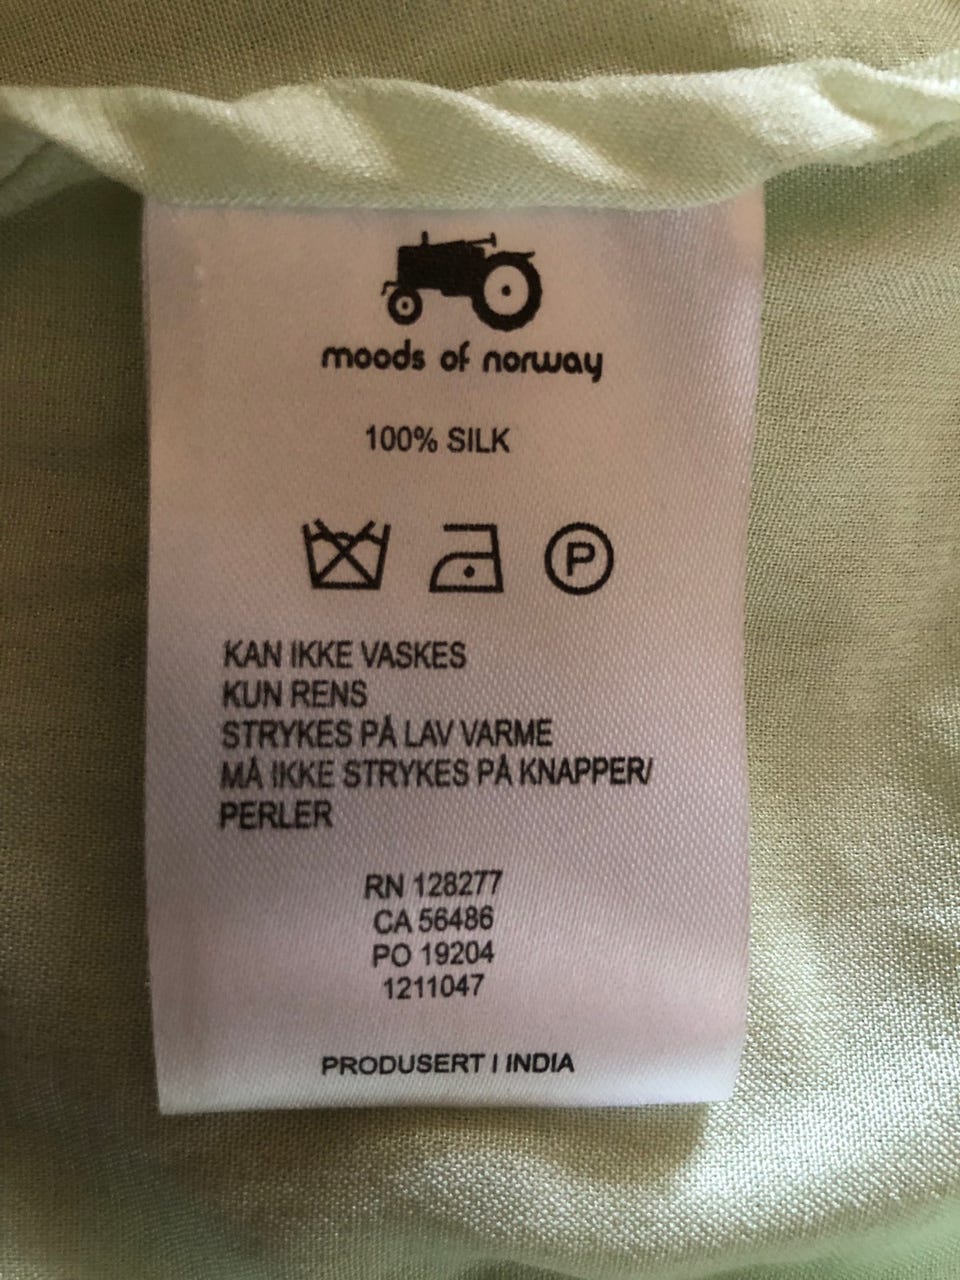 moods of norway
100% SILK
P
KAN IKKE VASKES
KUN RENS
STRYKES PÅ LAV VARME
MÅ IKKE STRYKES PÅ KNAPPER/
PERLER
RN 128277
CA 56486
PO 19204
1211047
PRODUSERT I INDIA